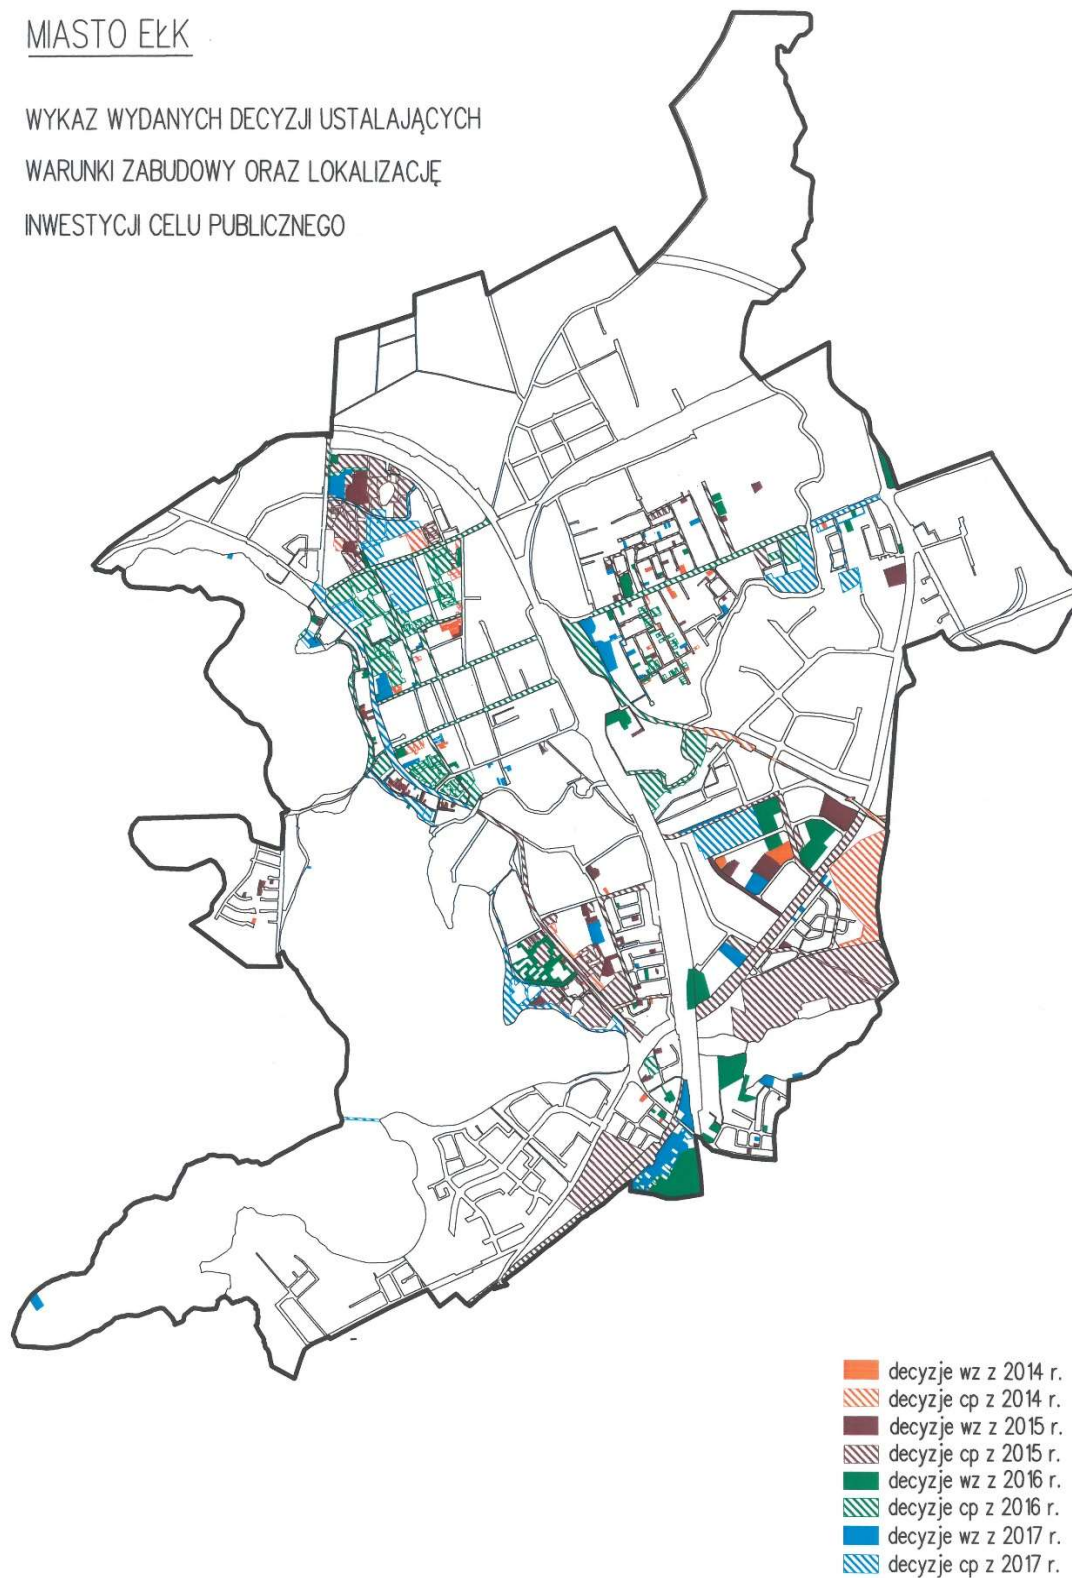 MIASTO EŁK
WYKAZ WYDANYCH DECYZJI USTALAJĄCYCH
WARUNKI ZABUDOWY ORAZ LOKALIZACJĘ
INWESTYCJI CELU PUBLICZNEGO
decyzje wz z 2014 r.
decyzje cp z 2014 r.
decyzje wz z 2015 r.
decyzje cp z 2015 r.
decyzje wz z 2016 r.
decyzje cp z 2016 r.
decyzje wz z 2017 r.
decyzje cp z 2017 r.